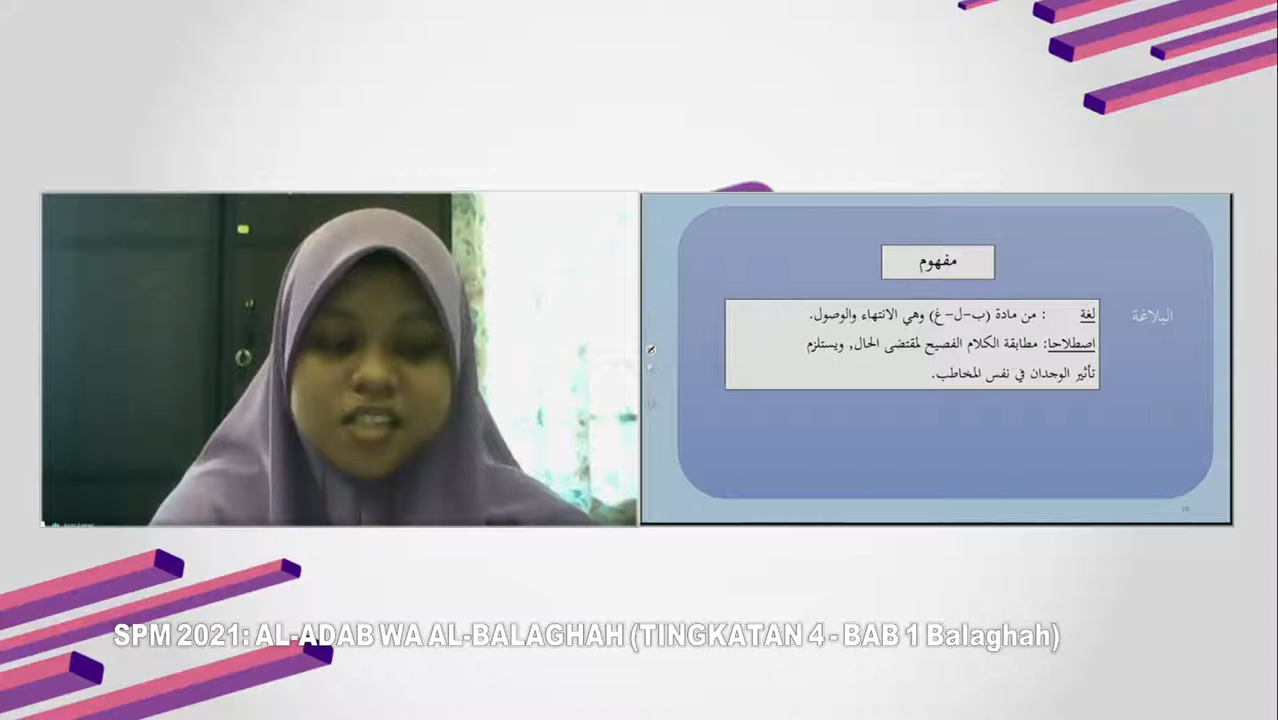 مفهوم
البلاغة
لغة : من مادة (ب-ل-غ) وهي الانتهاء والوصول.
اصطلاحا: مطابقة الكلام الفصيح لمقتضى الحال, ويستلزم
تأثير الوجدان في نفس المخاطب.
SPM 2021: AL-ADAB WA AL-BALAGHAH (TINGKATAN 4 - BAB 1 Balaghah)